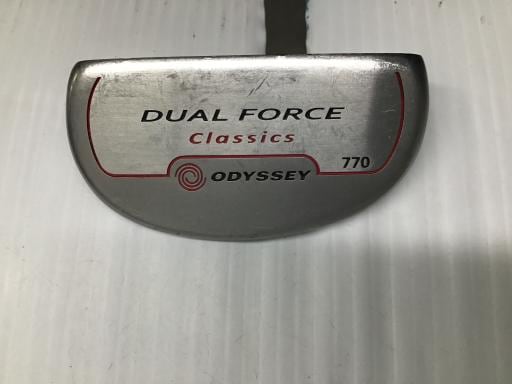 DUAL FORCE
Classics
770
ODYSSEY